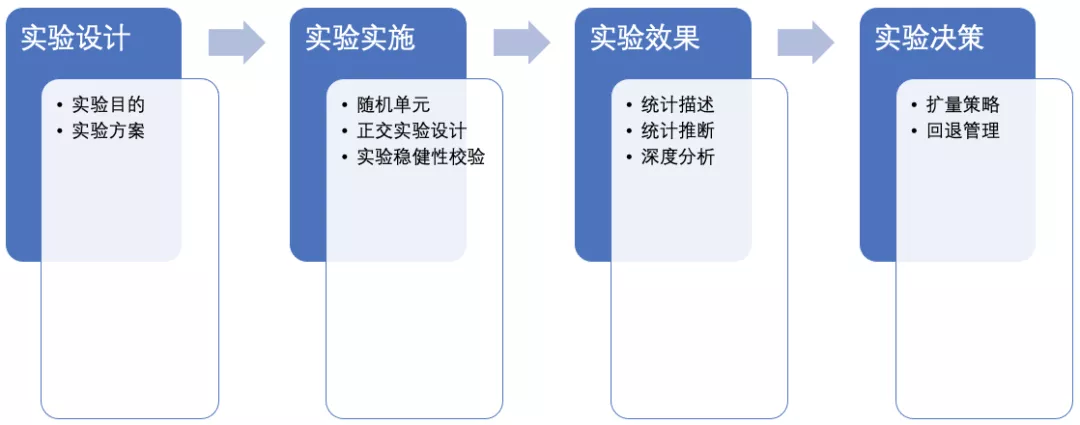 实验设计
• 实验目的
• 实验方案
实验实施
• 随机单元
• 正交实验设计
• 实验稳健性校验
实验效果
• 统计描述
• 统计推断
• 深度分析
实验决策
• 扩量策略
• 回退管理